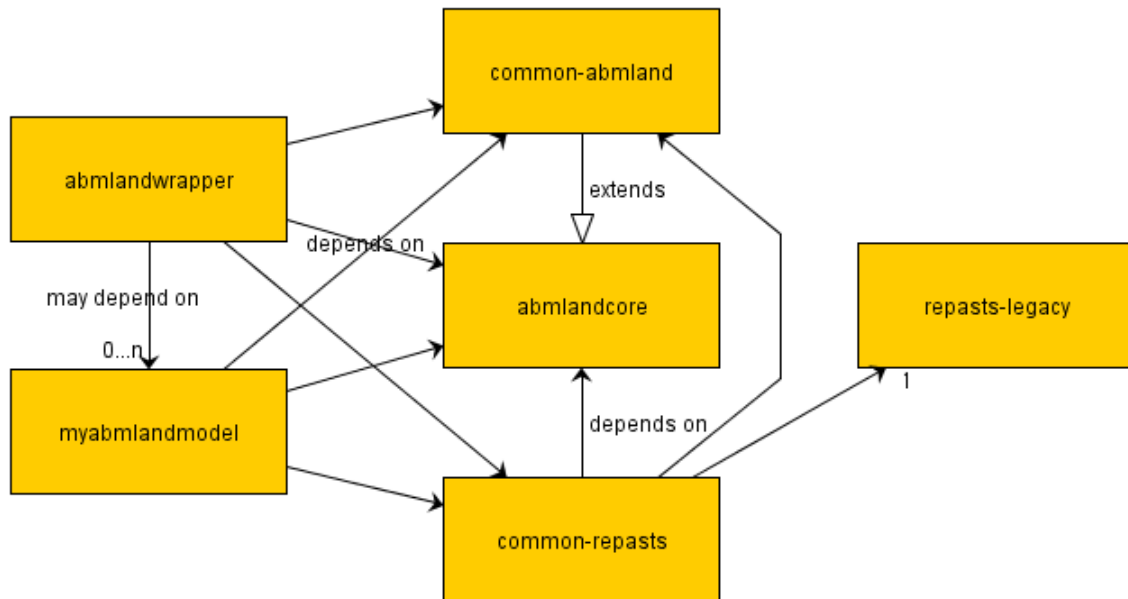 common-abmland
abmlandwrapper
extends
depends on
may depend on
abmlandcore
repasts-legacy
0...n
1
depends on
myabmlandmodel
common-repasts